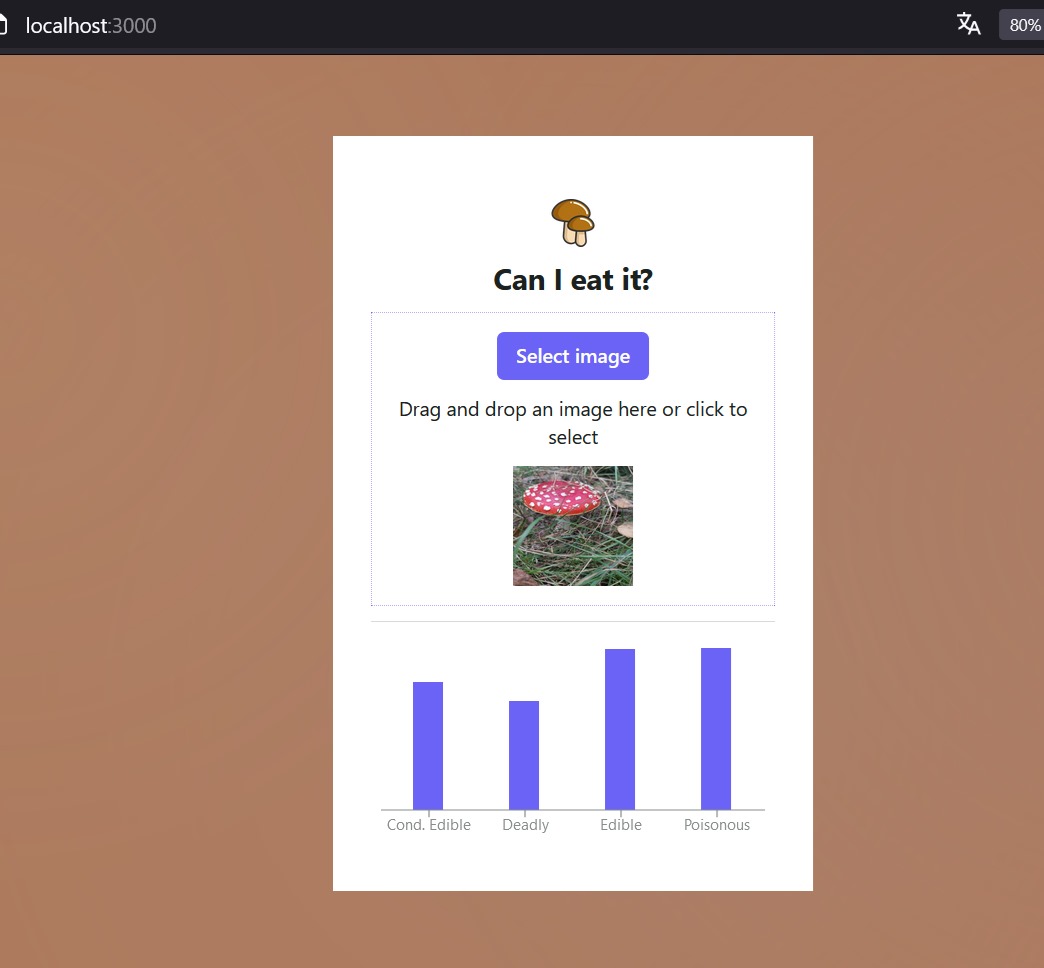 localhost:3000
80%
Can I eat it?
Select image
Drag and drop an image here or click to
select
Cond. Edible
Deadly
Edible
Poisonous